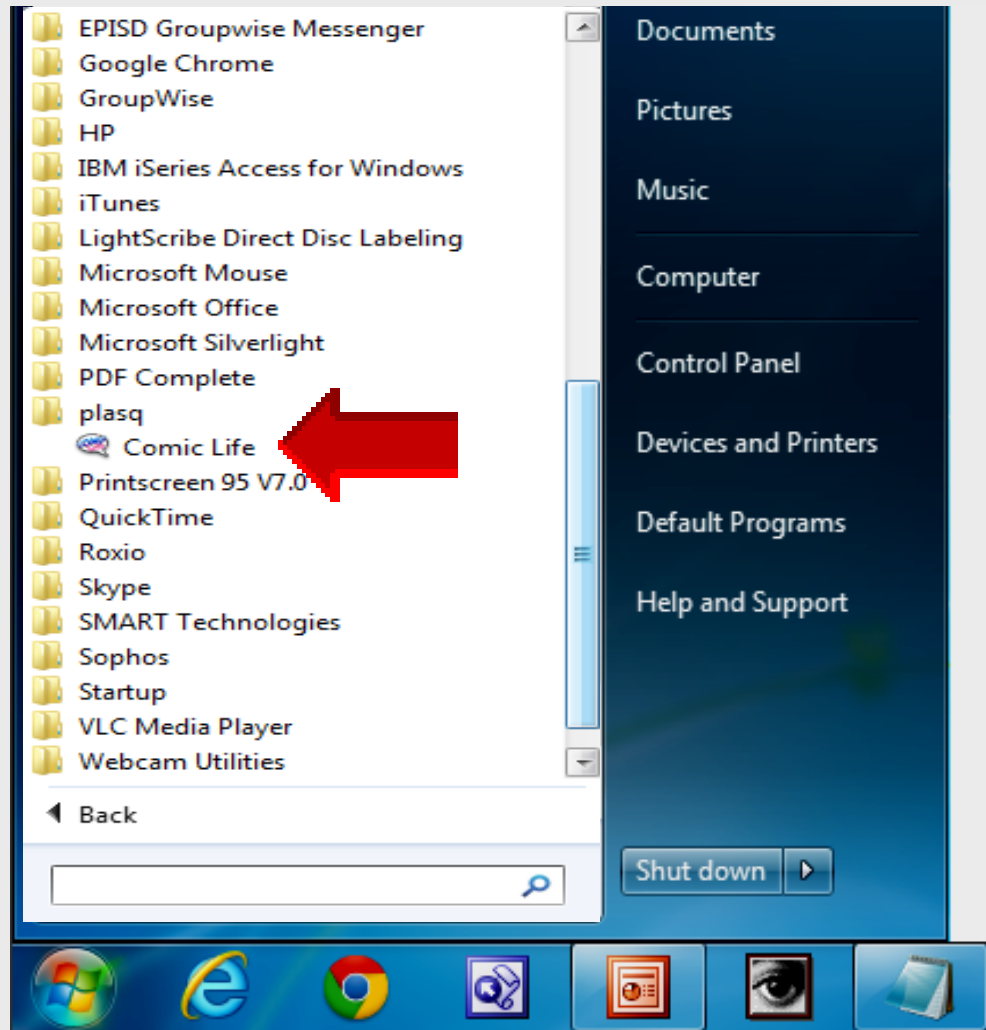 EPISD Groupwise Messenger
Google Chrome
GroupWise
HP
IBM iSeries Access for Windows
iTunes
LightScribe Direct Disc Labeling
Microsoft Mouse
Microsoft Office
Microsoft Silverlight
PDF Complete
plasq
Comic Life
Printscreen 95 V7.0
QuickTime
Roxio
Skype
SMART Technologies
Sophos
Startup
VLC Media Player
Webcam Utilities
Back
Documents
Pictures
Music
Computer
Control Panel
Devices and Printers
Default Programs
Help and Support
Shut down